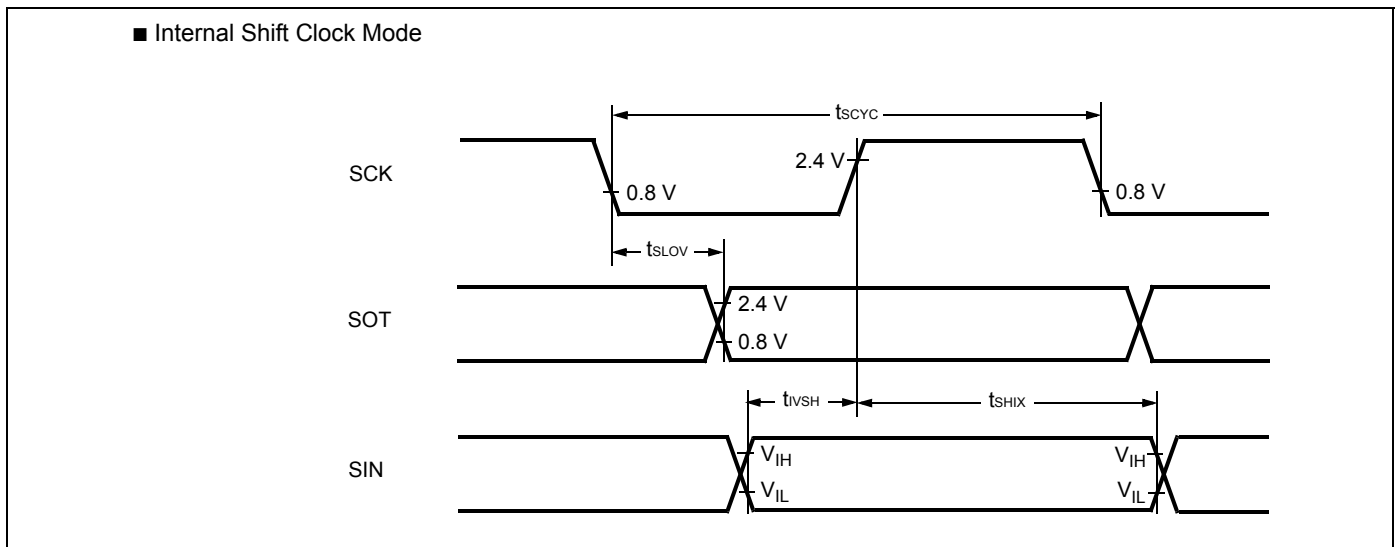 ■ Internal Shift Clock Mode
tSCYC
SCK
2.4 V
0.8 V
0.8 V
tSLOV
SOT
2.4 V
0.8 V
tIVSH
tSHIX
SIN
VIH
VIH
VIL
VIL